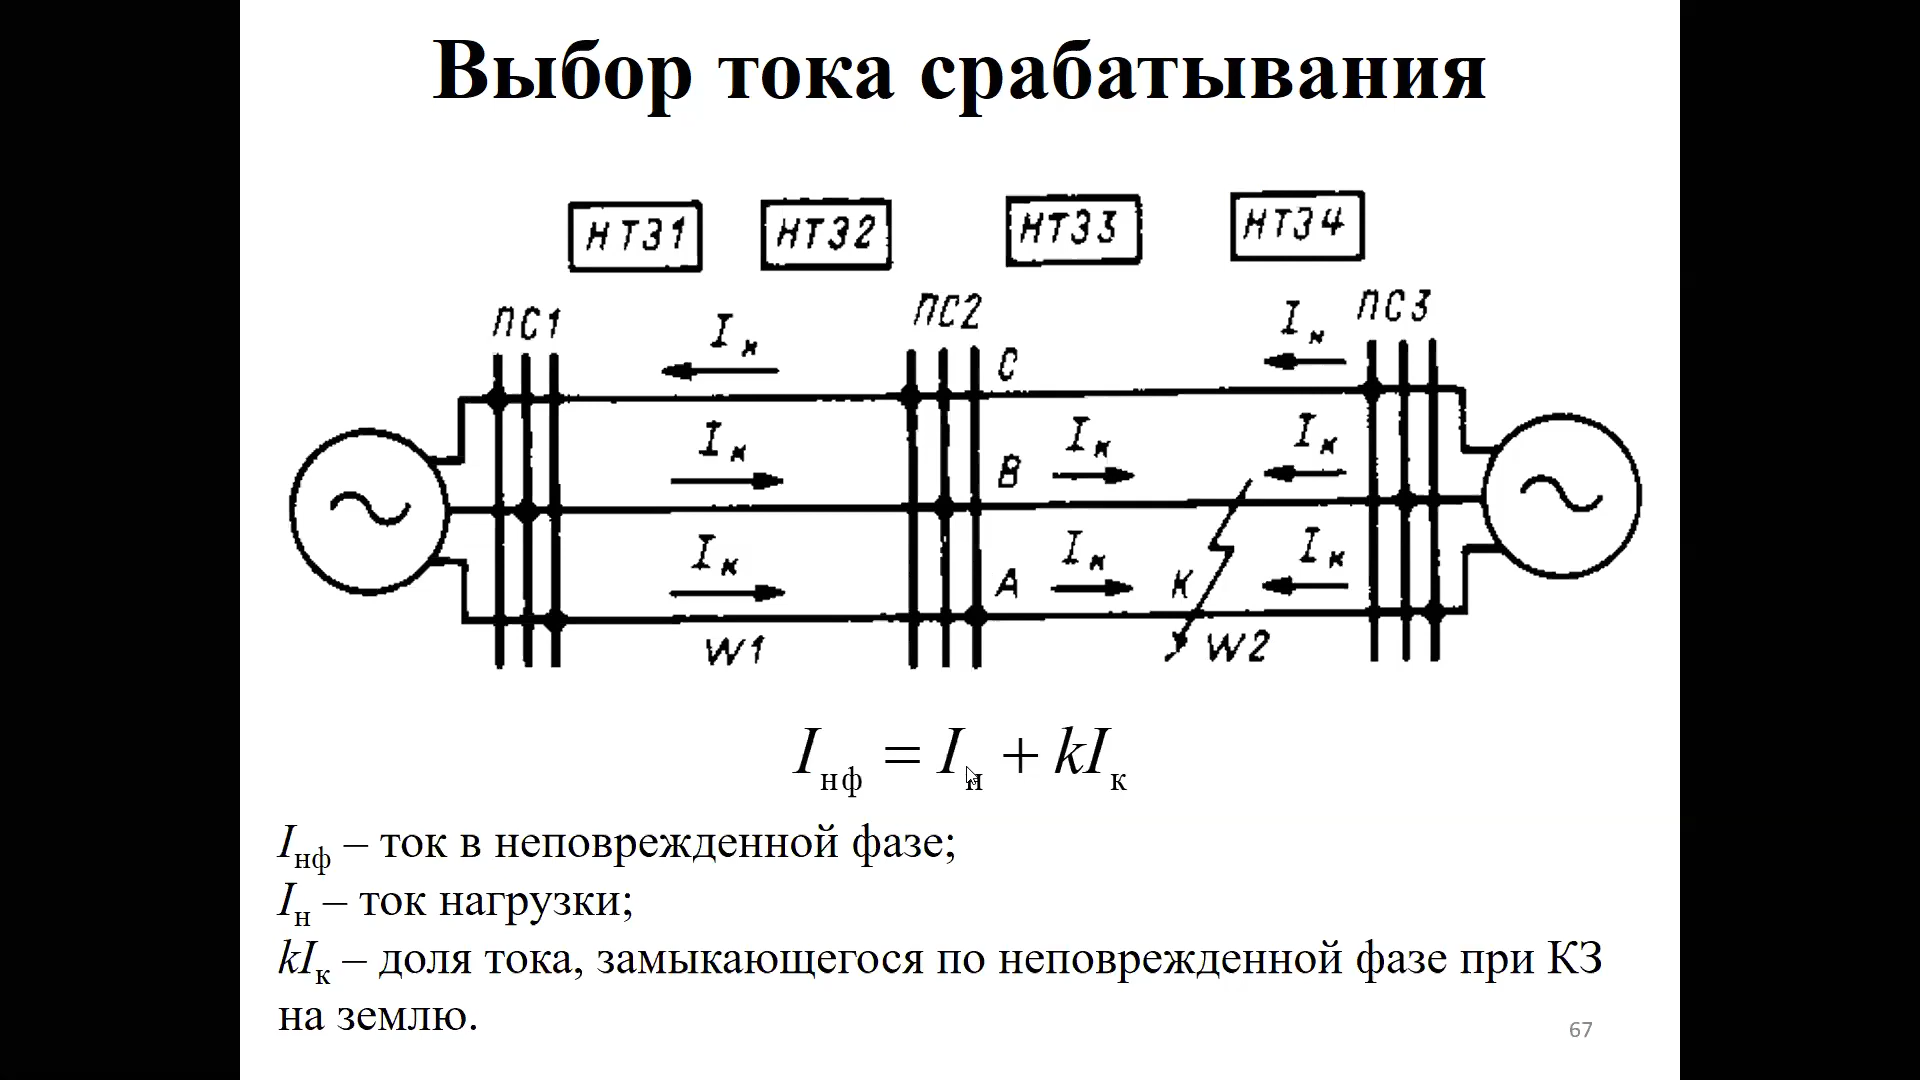 Выбор тока срабатывания
НТЗ1 НТЗ2 НТЗ3 НТЗ4
ПС1 ПС2 ПС3
Iк C Iк
Iк B Iк Iк
Iк A Iк К Iк
W1 W2
Iнф = Iн + kIк
Iнф – ток в неповрежденной фазе;
Iн – ток нагрузки;
kIк – доля тока, замыкающегося по неповрежденной фазе при КЗ
на землю.
67